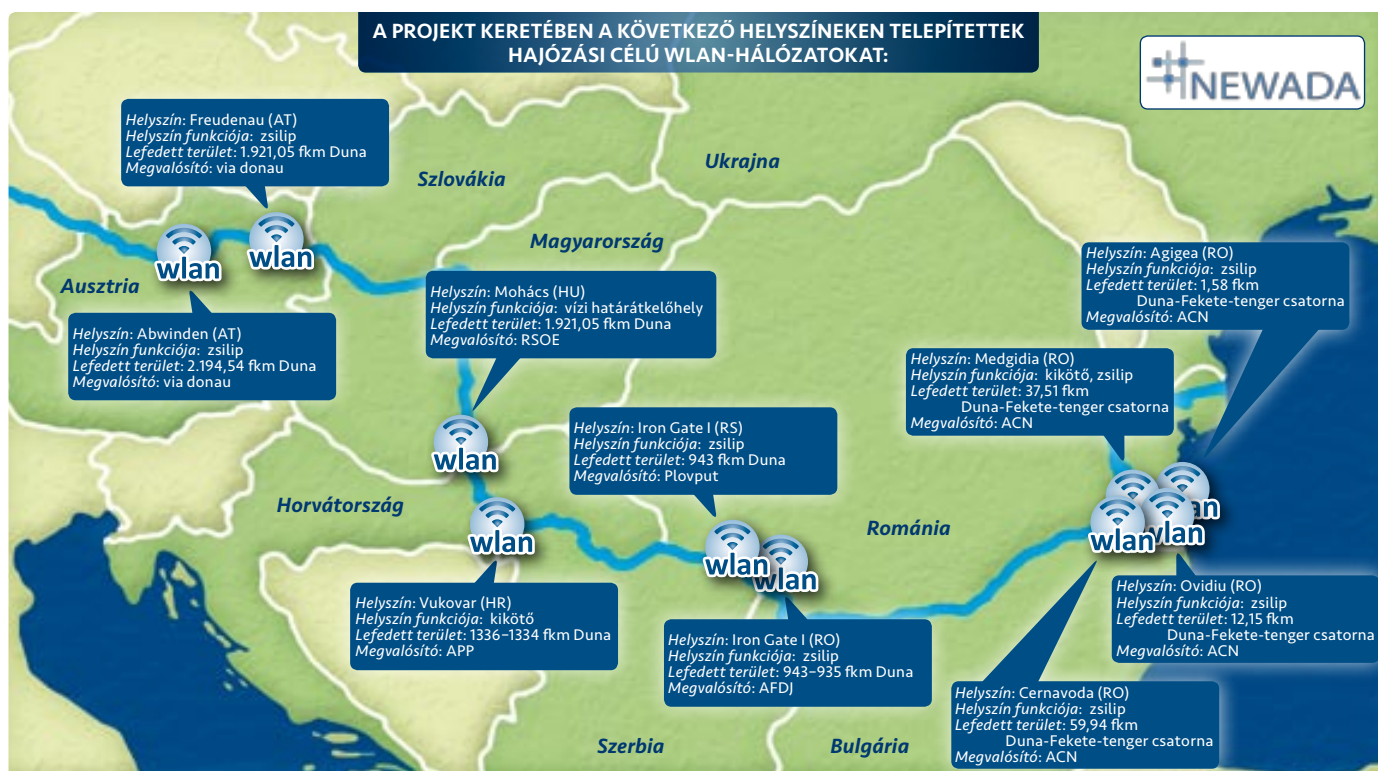 A PROJEKT KERETÉBEN A KÖVETKEZŐ HELYSZÍNEKEN TELEPÍTETTEK
HAJÓZÁSI CÉLÚ WLAN-HÁLÓZATOKAT:
NEWADA
Helyszín: Freudenau (AT)
Helyszín funkciója: zsilip
Lefedett terület: 1.921,05 fkm Duna
Megvalósító: via donau
Szlovákia
Ukrajna
Magyarország
Ausztria
wlan
wlan
Helyszín: Abwinden (AT)
Helyszín funkciója: zsilip
Lefedett terület: 2.194,54 fkm Duna
Megvalósító: via donau
Helyszín: Mohács (HU)
Helyszín funkciója: vízi határátkelőhely
Lefedett terület: 1.921,05 fkm Duna
Megvalósító: RSOE
wlan
Helyszín: Agigea (RO)
Helyszín funkciója: zsilip
Lefedett terület: 1,58 fkm
Duna-Fekete-tenger csatorna
Megvalósító: ACN
Helyszín: Medgidia (RO)
Helyszín funkciója: kikötő, zsilip
Lefedett terület: 37,51 fkm
Duna-Fekete-tenger csatorna
Megvalósító: ACN
Helyszín: Iron Gate I (RS)
Helyszín funkciója: zsilip
Lefedett terület: 943 fkm Duna
Megvalósító: Plovput
Horvátország
Románia
wlan
wlan
wlan
wlan
wlan
wlan
Helyszín: Vukovar (HR)
Helyszín funkciója: kikötő
Lefedett terület: 1336–1334 fkm Duna
Megvalósító: APP
Helyszín: Iron Gate I (RO)
Helyszín funkciója: zsilip
Lefedett terület: 943–935 fkm Duna
Megvalósító: AFDJ
Helyszín: Ovidiu (RO)
Helyszín funkciója: zsilip
Lefedett terület: 12,15 fkm
Duna-Fekete-tenger csatorna
Megvalósító: ACN
Helyszín: Cernavoda (RO)
Helyszín funkciója: zsilip
Lefedett terület: 59,94 fkm
Duna-Fekete-tenger csatorna
Megvalósító: ACN
Szerbia
Bulgária